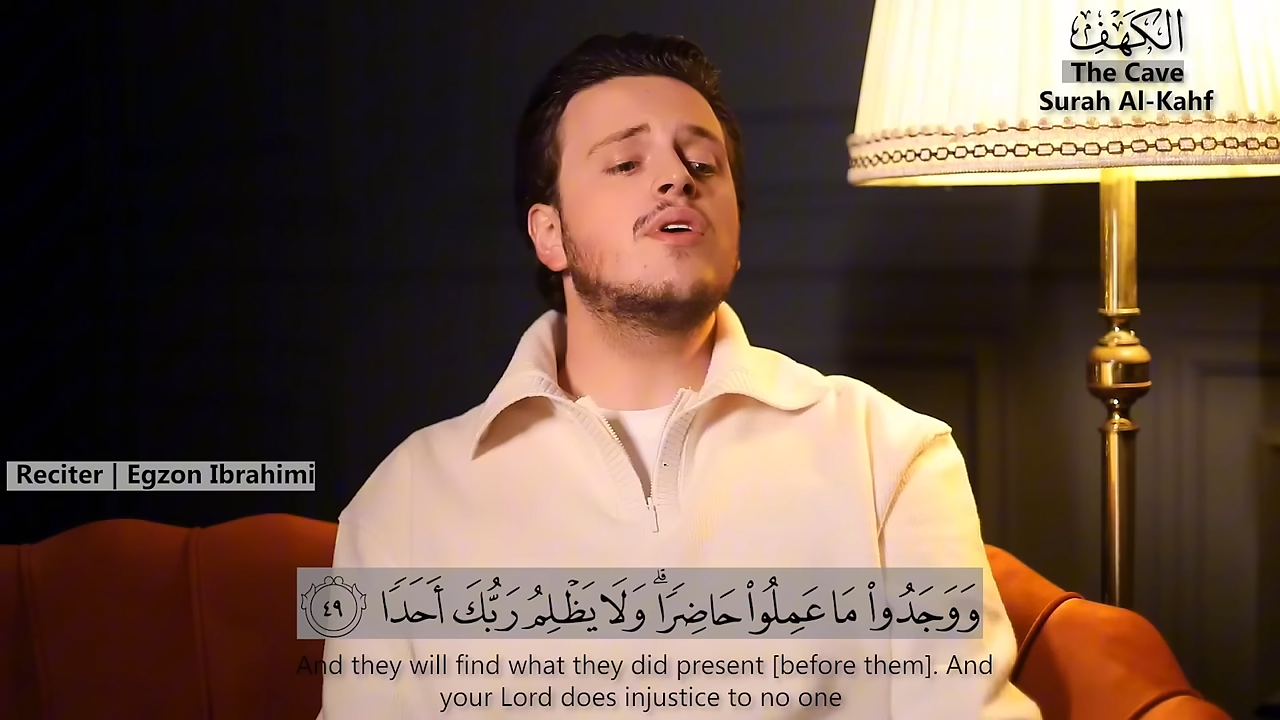 الكهف
The Cave
Surah Al-Kahf
Reciter | Egzon Ibrahimi
وَوَجَدُواْ مَا عَمِلُواْ حَاضِرٗاۗ وَلَا يَظۡلِمُ رَبُّكَ أَحَدٗا ٤٩
And they will find what they did present [before them]. And
your Lord does injustice to no one